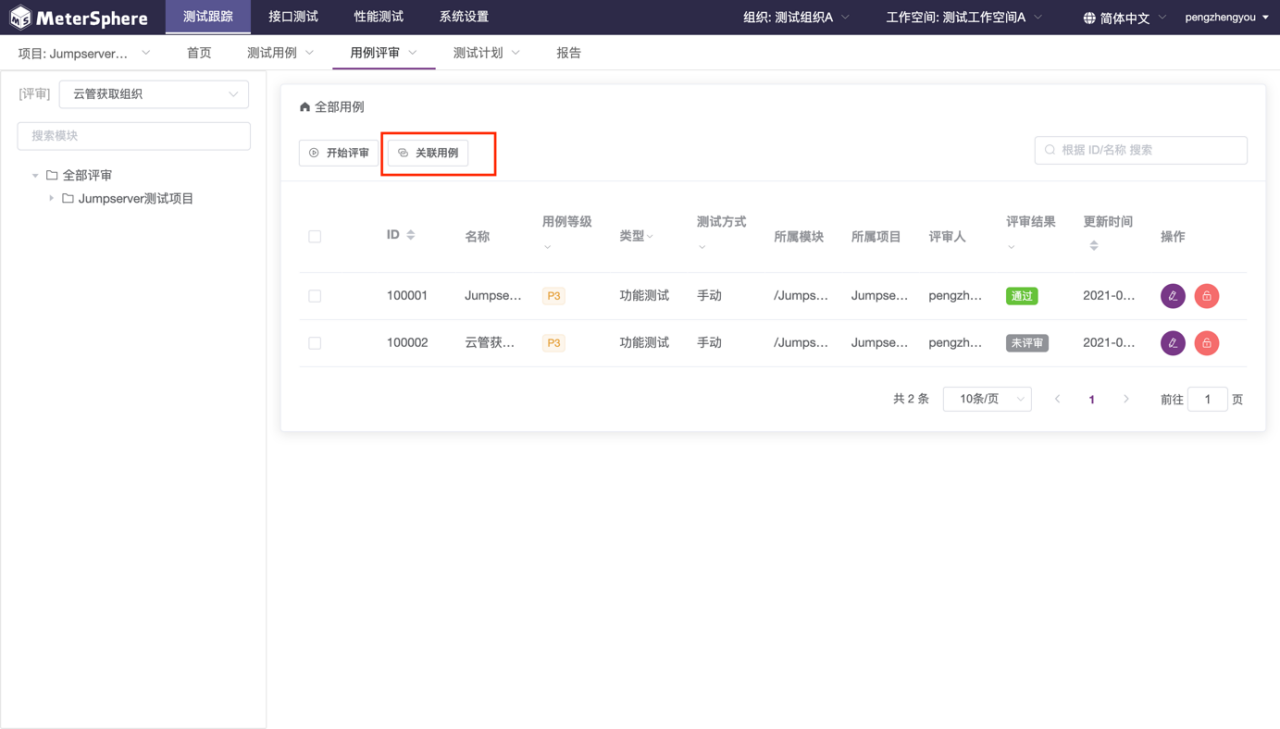 MeterSphere 测试跟踪 接口测试 性能测试 系统设置 组织: 测试组织A 工作空间: 测试工作空间A 简体中文 pengzhengyou
项目: Jumpserver... 首页 测试用例 用例评审 测试计划 报告
[评审] 云管获取组织
搜索模块
全部评审
Jumpserver测试项目
全部用例
开始评审 关联用例 根据 ID/名称 搜索
ID 名称 用例等级 类型 测试方式 所属模块 所属项目 评审人 评审结果 更新时间 操作
100001 Jumpse... P3 功能测试 手动 /Jumps... Jumpse... pengzh... 通过 2021-0...
100002 云管获... P3 功能测试 手动 /Jumps... Jumpse... pengzh... 未评审 2021-0...
共 2 条 10条/页 1 前往 1 页